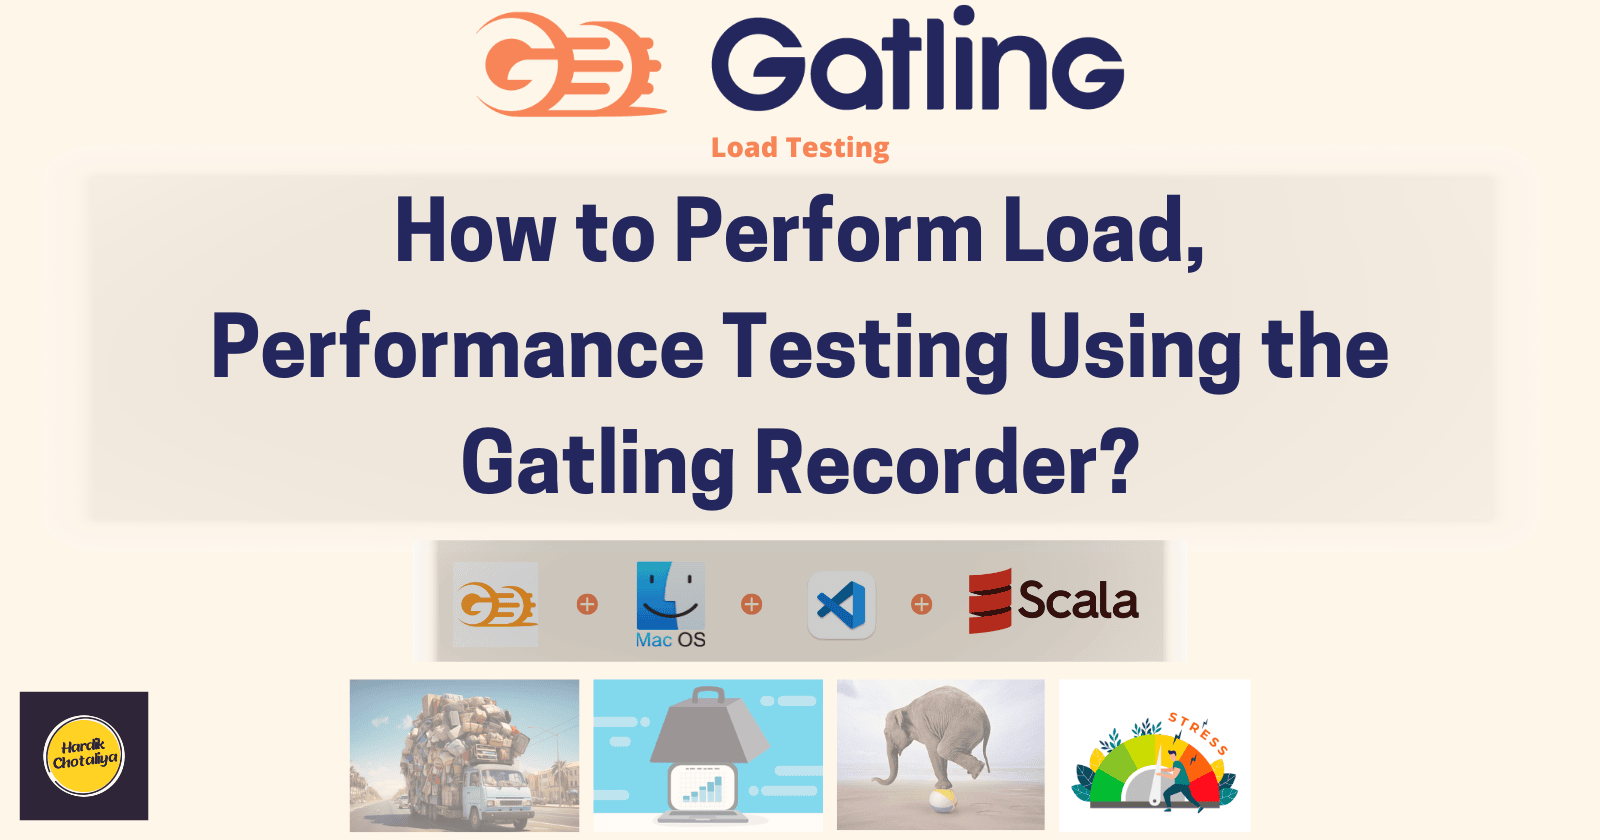 Gatling
Load Testing
How to Perform Load,
Performance Testing Using the
Gatling Recorder?
Mac OS
Scala
STRESS
Hardik
Chotaliya